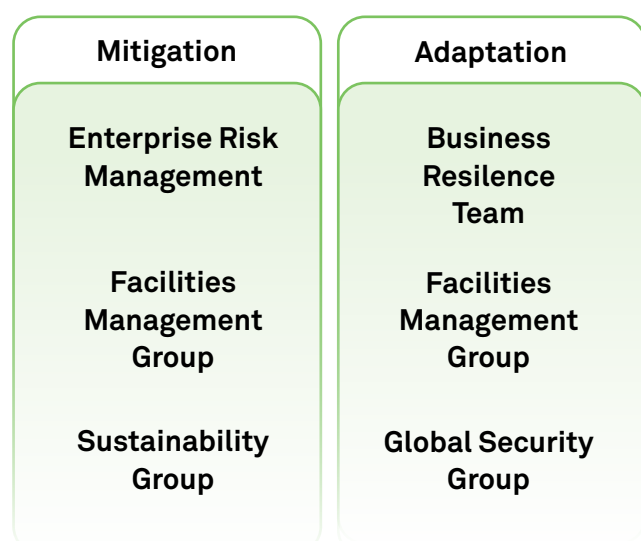 Mitigation
Enterprise Risk
Management
Facilities
Management
Group
Sustainability
Group
Adaptation
Business
Resilence
Team
Facilities
Management
Group
Global Security
Group